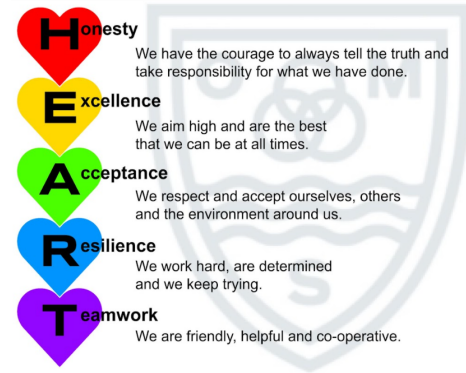 Honesty
We have the courage to always tell the truth and
take responsibility for what we have done.
Excellence
We aim high and are the best
that we can be at all times.
Acceptance
We respect and accept ourselves, others
and the environment around us.
Resilience
We work hard, are determined
and we keep trying.
Teamwork
We are friendly, helpful and co-operative.
O M
S